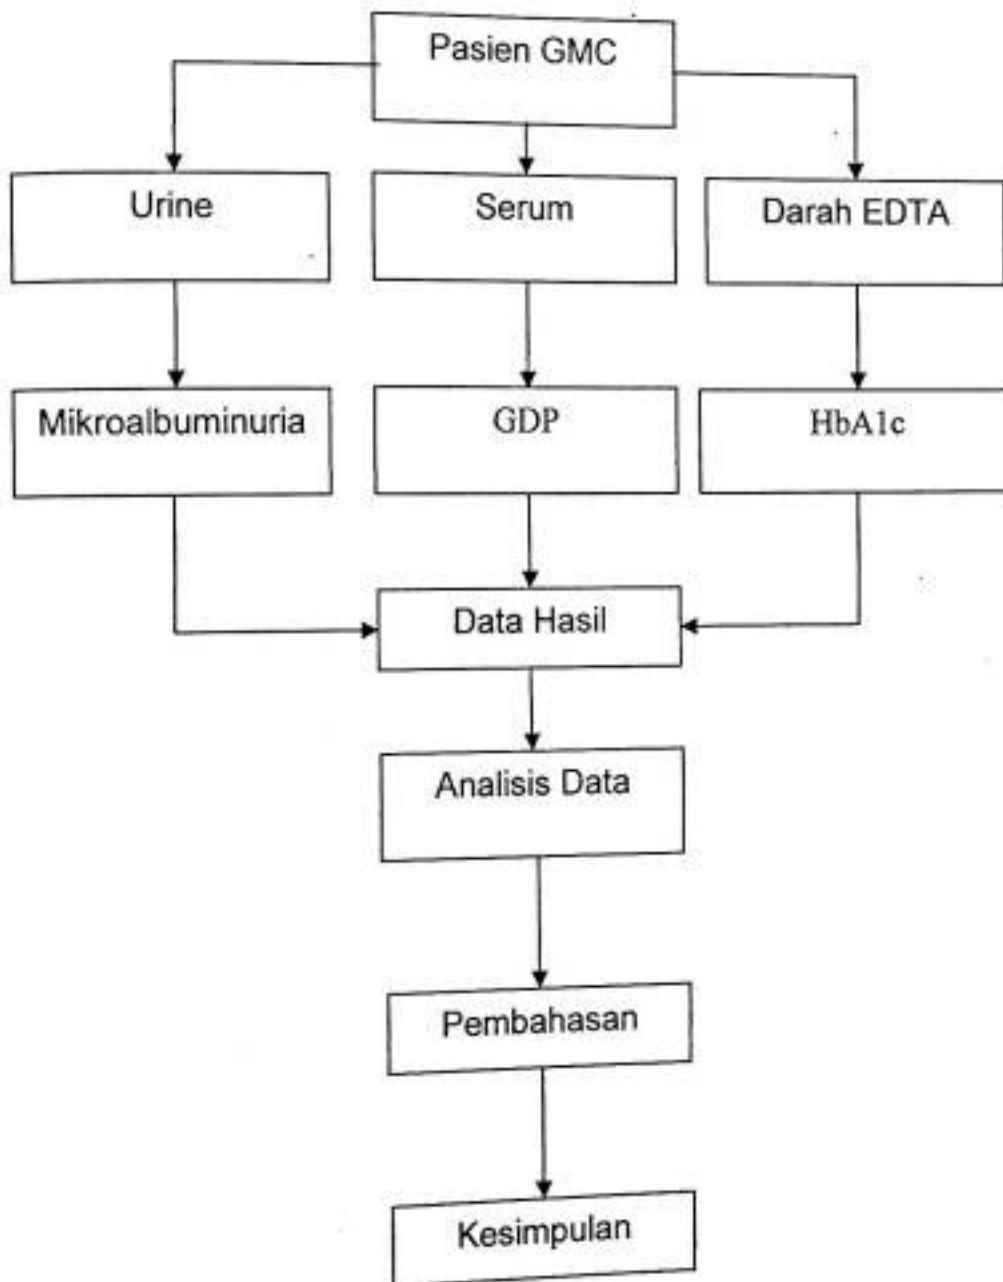 Pasien GMC
Urine
Serum
Darah EDTA
Mikroalbuminuria
GDP
HbA1c
Data Hasil
Analisis Data
Pembahasan
Kesimpulan